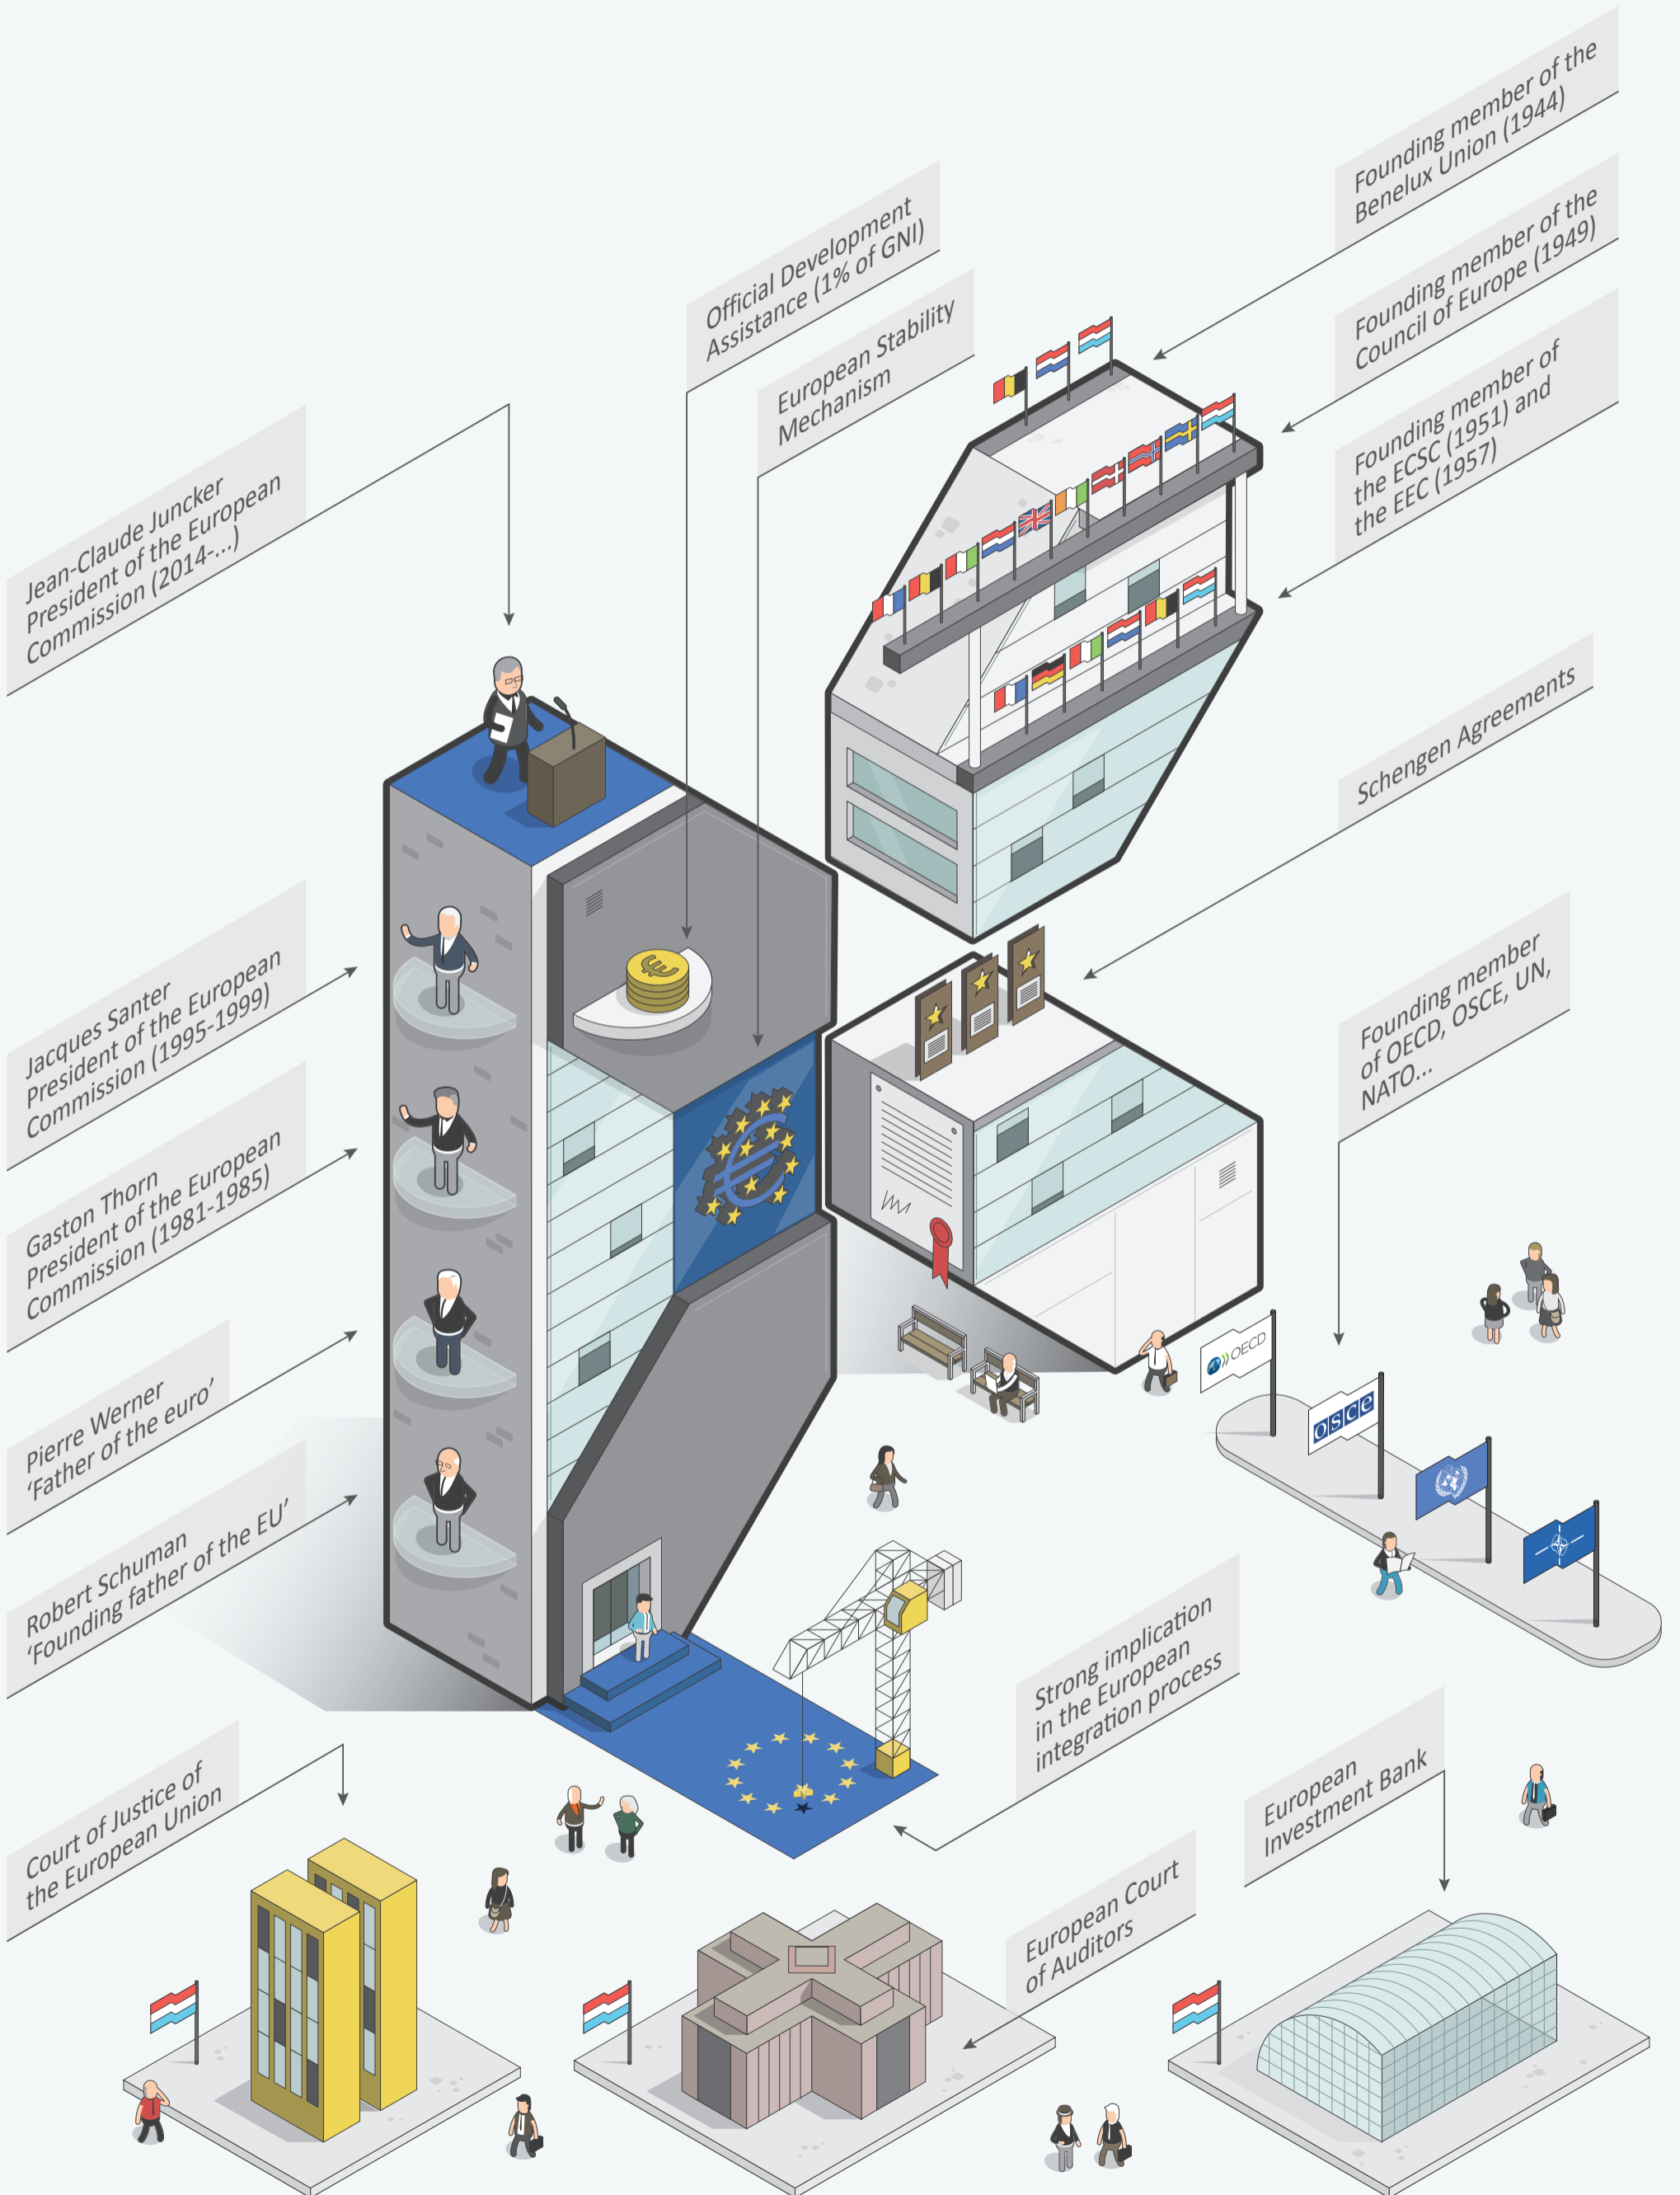 Founding member of the
Benelux Union (1944)
Founding member of the
Council of Europe (1949)
Founding member of
the ECSC (1951) and
the EEC (1957)
Official Development
Assistance (1% of GNI)
European Stability
Mechanism
Jean-Claude Juncker
President of the European
Commission (2014-...)
Schengen Agreements
Jacques Santer
President of the European
Commission (1995-1999)
Founding member
of OECD, OSCE, UN,
NATO...
Gaston Thorn
President of the European
Commission (1981-1985)
Pierre Werner
‘Father of the euro’
Robert Schuman
‘Founding father of the EU’
OECD
osce
Strong implication
in the European
integration process
Court of Justice of
the European Union
European Court
of Auditors
European
Investment Bank
€
€